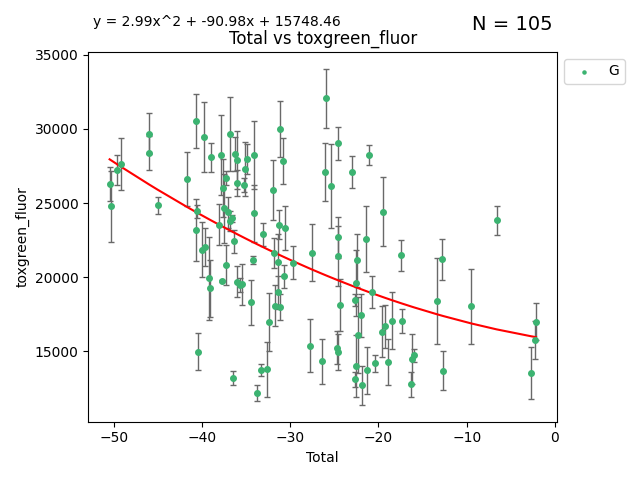 y = 2.99x^2 + -90.98x + 15748.46
N = 105
Total vs toxgreen_fluor
G
35000
30000
25000
20000
15000
toxgreen_fluor
−50 −40 −30 −20 −10 0
Total